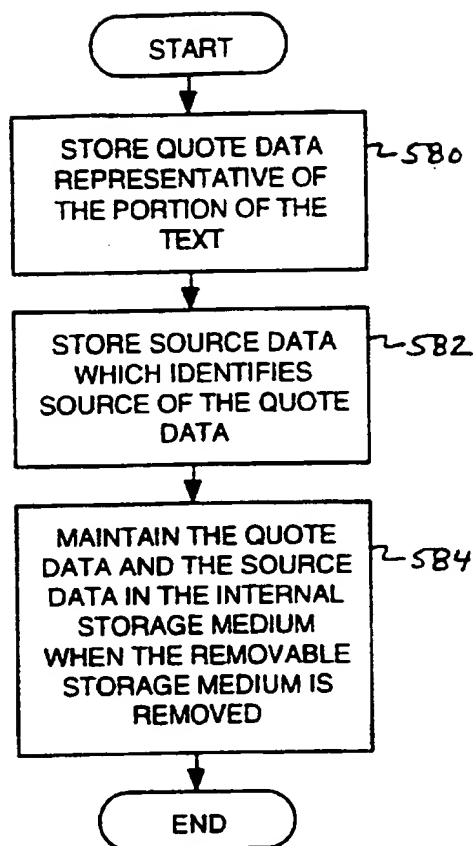 START
STORE QUOTE DATA
REPRESENTATIVE OF
THE PORTION OF THE
TEXT
580
STORE SOURCE DATA
WHICH IDENTIFIES
SOURCE OF THE QUOTE
DATA
582
MAINTAIN THE QUOTE
DATA AND THE SOURCE
DATA IN THE INTERNAL
STORAGE MEDIUM
WHEN THE REMOVABLE
STORAGE MEDIUM IS
REMOVED
584
END